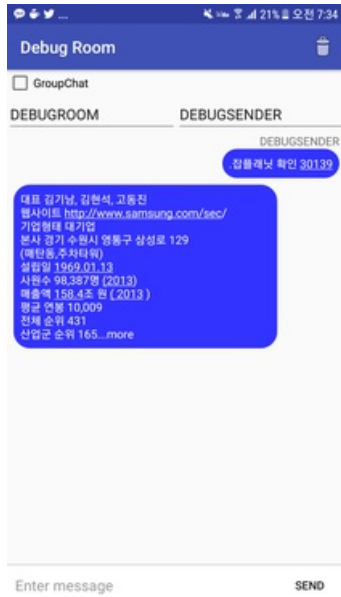 21% 오전 7:34
Debug Room
GroupChat
DEBUGROOM
DEBUGSENDER
DEBUGSENDER
.잡플래닛 확인 30139
대표 김기남, 김현석, 고동진
웹사이트 http://www.samsung.com/sec/
기업형태 대기업
본사 경기 수원시 영통구 삼성로 129
(매탄동,주차타워)
설립일 1969.01.13
사원수 98,387명 (2013)
매출액 158.4조 원 ( 2013 )
평균 연봉 10,009
전체 순위 431
산업군 순위 165...more
Enter message
SEND